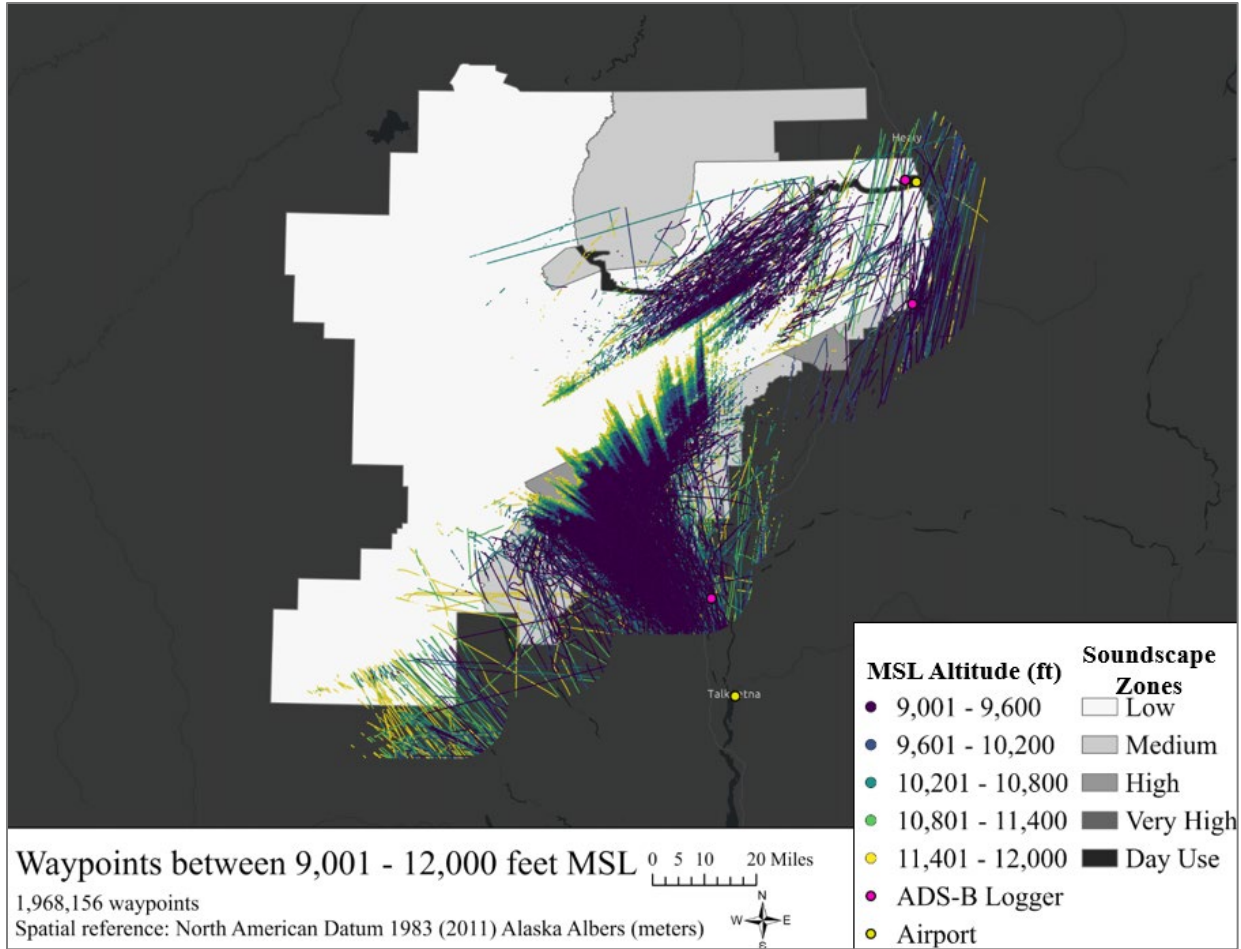 Healy
Talkeetna
MSL Altitude (ft)
9,001 - 9,600
9,601 - 10,200
10,201 - 10,800
10,801 - 11,400
11,401 - 12,000
ADS-B Logger
Airport
Soundscape
Zones
Low
Medium
High
Very High
Day Use
Waypoints between 9,001 - 12,000 feet MSL
1,968,156 waypoints
Spatial reference: North American Datum 1983 (2011) Alaska Albers (meters)
0 5 10 20 Miles
N
W E
S